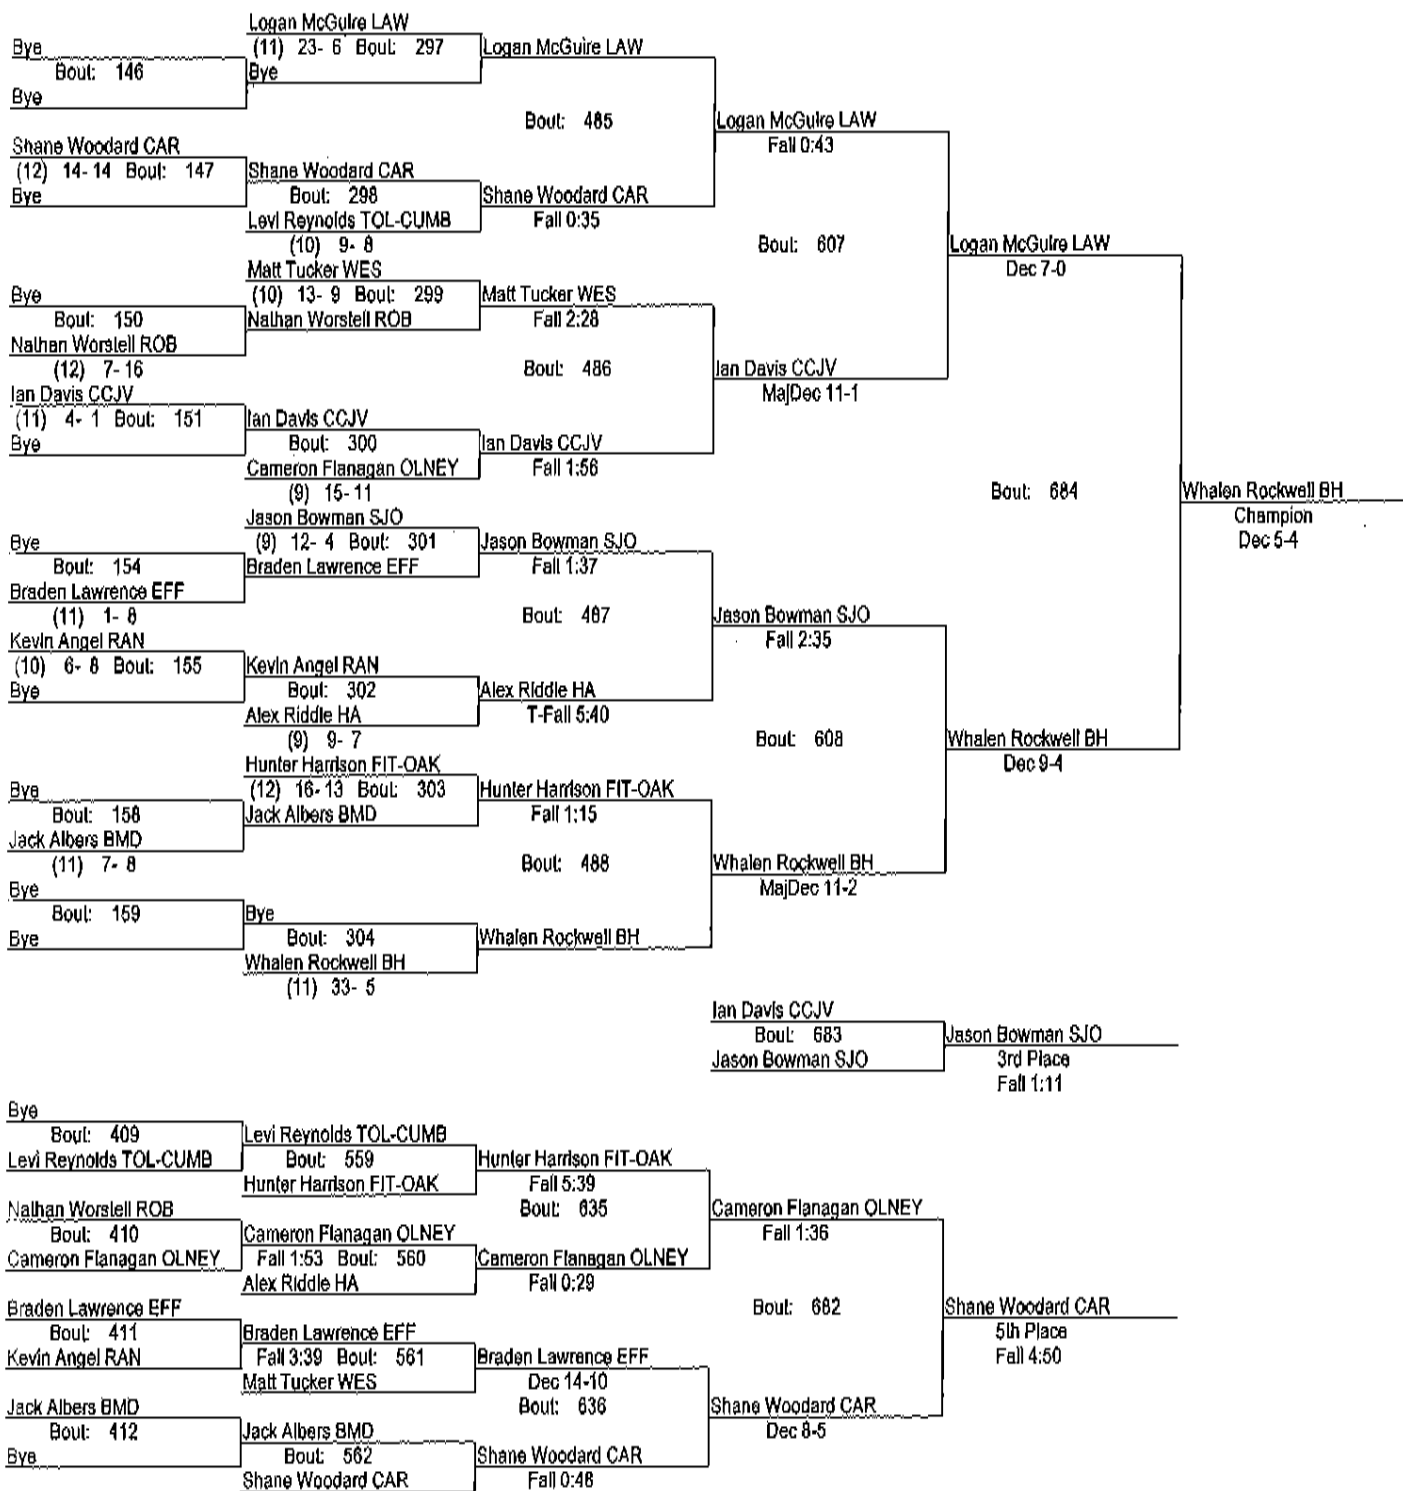 Logan McGuire LAW
Bye
(11) 23- 6 Bout: 297
Logan McGuire LAW
Bout: 146
Bye
Bye
Bout: 485
Logan McGuire LAW
Fall 0:43
Shane Woodard CAR
(12) 14- 14 Bout: 147
Shane Woodard CAR
Bye
Bout: 298
Shane Woodard CAR
Levi Reynolds TOL-CUMB
Fall 0:35
(10) 9- 8
Bout: 607
Logan McGuire LAW
Dec 7-0
Matt Tucker WES
Bye
(10) 13- 9 Bout: 299
Matt Tucker WES
Bout: 150
Nathan Worstell ROB
Fall 2:28
Nathan Worstell ROB
(12) 7- 16
Bout: 486
Ian Davis CCJV
MajDec 11-1
Ian Davis CCJV
(11) 4- 1 Bout: 151
Ian Davis CCJV
Bye
Bout: 300
Ian Davis CCJV
Cameron Flanagan OLNEY
Fall 1:56
(9) 15- 11
Bout: 684
Whalen Rockwell BH
Champion
Dec 5-4
Jason Bowman SJO
Bye
(9) 12- 4 Bout: 301
Jason Bowman SJO
Bout: 154
Braden Lawrence EFF
Fall 1:37
Braden Lawrence EFF
(11) 1- 8
Bout: 487
Jason Bowman SJO
Fall 2:35
Kevin Angel RAN
(10) 6- 8 Bout: 155
Kevin Angel RAN
Bye
Bout: 302
Alex Riddle HA
Alex Riddle HA
T-Fall 5:40
(9) 9- 7
Bout: 608
Whalen Rockwell BH
Dec 9-4
Hunter Harrison FIT-OAK
Bye
(12) 16- 13 Bout: 303
Hunter Harrison FIT-OAK
Bout: 158
Jack Albers BMD
Fall 1:15
Jack Albers BMD
(11) 7- 8
Bout: 488
Whalen Rockwell BH
MajDec 11-2
Bye
Bout: 159
Bye
Bye
Bout: 304
Whalen Rockwell BH
Whalen Rockwell BH
(11) 33- 5
Ian Davis CCJV
Bout: 683
Jason Bowman SJO
Jason Bowman SJO
3rd Place
Fall 1:11
Bye
Bout: 409
Levi Reynolds TOL-CUMB
Levi Reynolds TOL-CUMB
Bout: 559
Hunter Harrison FIT-OAK
Hunter Harrison FIT-OAK
Fall 5:39
Nathan Worstell ROB
Bout: 635
Cameron Flanagan OLNEY
Fall 1:36
Bout: 410
Cameron Flanagan OLNEY
Cameron Flanagan OLNEY
Fall 1:53 Bout: 560
Cameron Flanagan OLNEY
Alex Riddle HA
Fall 0:29
Braden Lawrence EFF
Bout: 682
Shane Woodard CAR
5th Place
Fall 4:50
Bout: 411
Braden Lawrence EFF
Kevin Angel RAN
Fall 3:39 Bout: 561
Braden Lawrence EFF
Matt Tucker WES
Dec 14-10
Jack Albers BMD
Bout: 636
Shane Woodard CAR
Dec 8-5
Bout: 412
Jack Albers BMD
Bye
Bout: 562
Shane Woodard CAR
Shane Woodard CAR
Fall 0:46